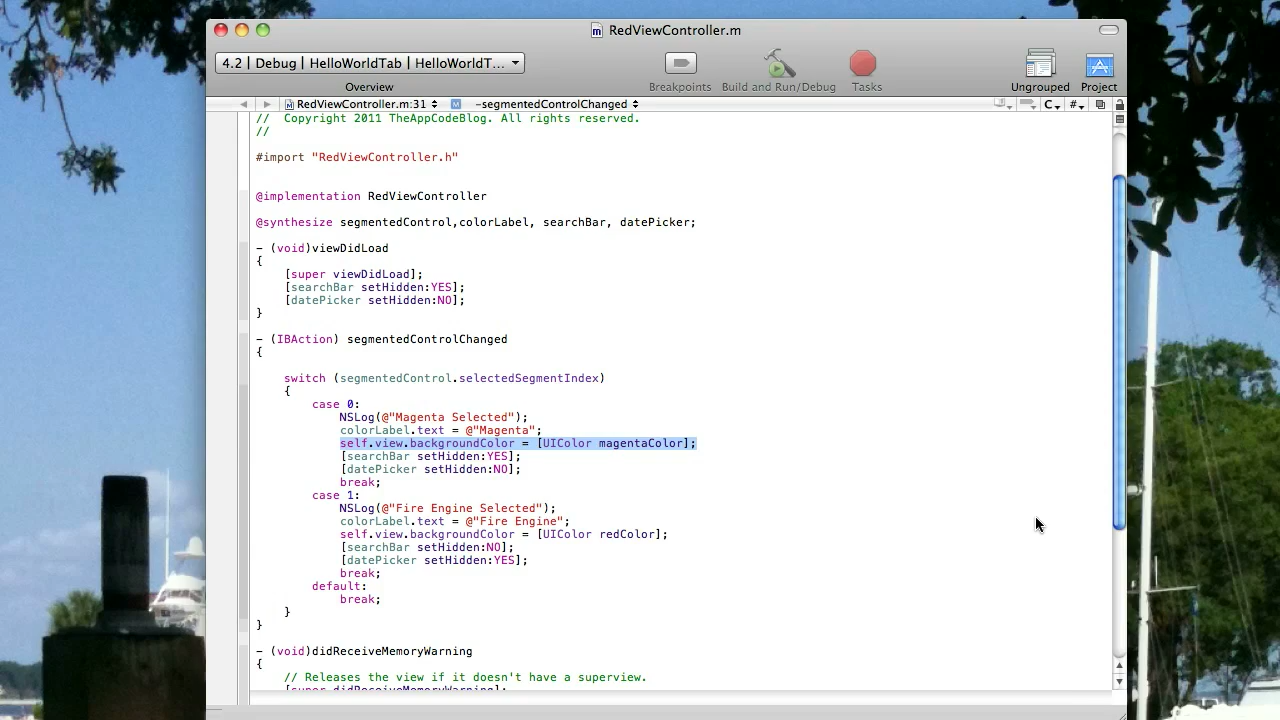 RedViewController.m
4.2 | Debug | HelloWorldTab | HelloWorldT...
Overview
Breakpoints
Build and Run/Debug
Tasks
Ungrouped
Project
RedViewController.m:31
-segmentedControlChanged
C
#
// Copyright 2011 TheAppCodeBlog. All rights reserved.
//
#import "RedViewController.h"
@implementation RedViewController
@synthesize segmentedControl,colorLabel, searchBar, datePicker;
- (void)viewDidLoad
{
[super viewDidLoad];
[searchBar setHidden:YES];
[datePicker setHidden:NO];
}
- (IBAction) segmentedControlChanged
{
switch (segmentedControl.selectedSegmentIndex)
{
case 0:
NSLog(@"Magenta Selected");
colorLabel.text = @"Magenta";
self.view.backgroundColor = [UIColor magentaColor];
[searchBar setHidden:YES];
[datePicker setHidden:NO];
break;
case 1:
NSLog(@"Fire Engine Selected");
colorLabel.text = @"Fire Engine";
self.view.backgroundColor = [UIColor redColor];
[searchBar setHidden:NO];
[datePicker setHidden:YES];
break;
default:
break;
}
}
- (void)didReceiveMemoryWarning
{
// Releases the view if it doesn't have a superview.
[super didReceiveMemoryWarning];